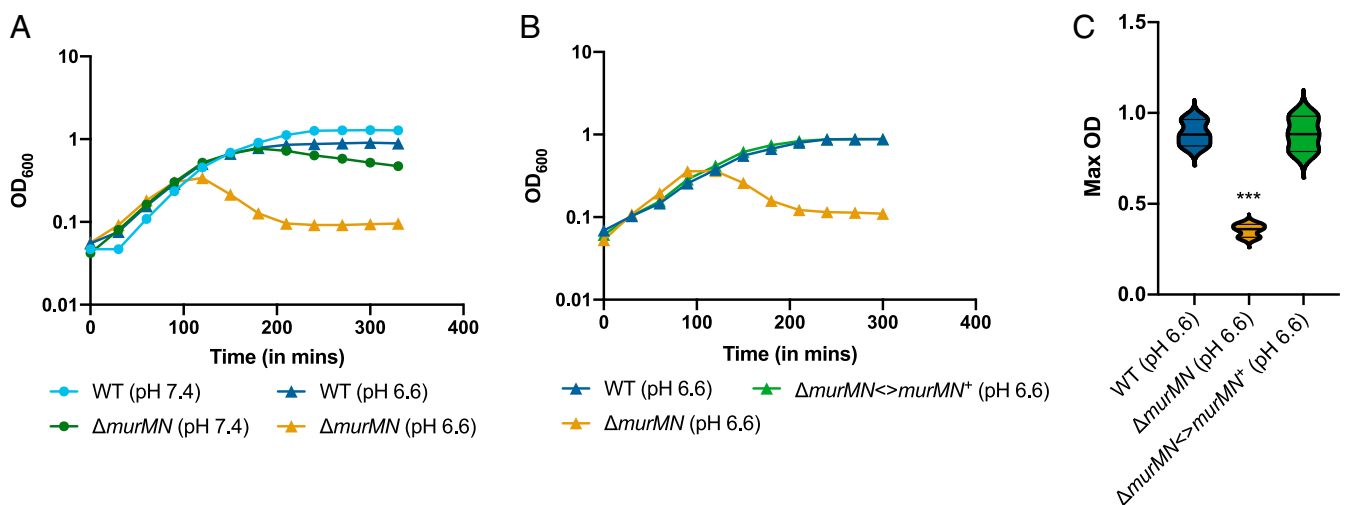 A
OD600
10
1
0.1
0.01
0
100
200
300
400
Time (in mins)
WT (pH 7.4)
WT (pH 6.6)
ΔmurMN (pH 7.4)
ΔmurMN (pH 6.6)
B
OD600
10
1
0.1
0.01
0
100
200
300
400
Time (in mins)
WT (pH 6.6)
ΔmurMN<>murMN⁺ (pH 6.6)
ΔmurMN (pH 6.6)
C
Max OD
1.5
1.0
0.5
0.0
***
WT (pH 6.6)
ΔmurMN (pH 6.6)
ΔmurMN<>murMN⁺ (pH 6.6)